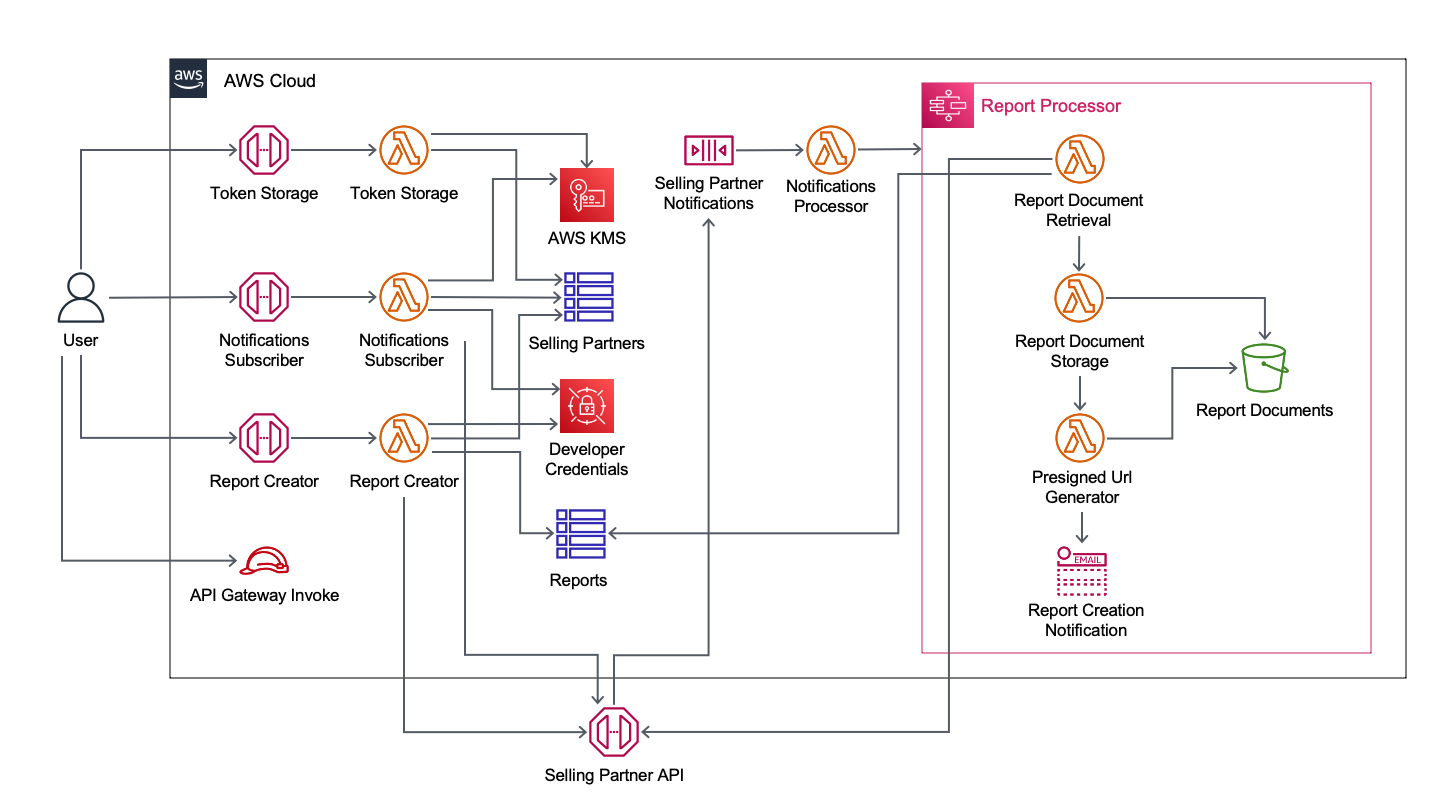 aws
AWS Cloud
Report Processor
Token Storage
Token Storage
AWS KMS
Selling Partner
Notifications
Notifications
Processor
Report Document
Retrieval
User
Notifications
Subscriber
Notifications
Subscriber
Selling Partners
Report Document
Storage
Report Documents
Report Creator
Report Creator
Developer
Credentials
Presigned Url
Generator
API Gateway Invoke
Reports
EMAIL
Report Creation
Notification
Selling Partner API